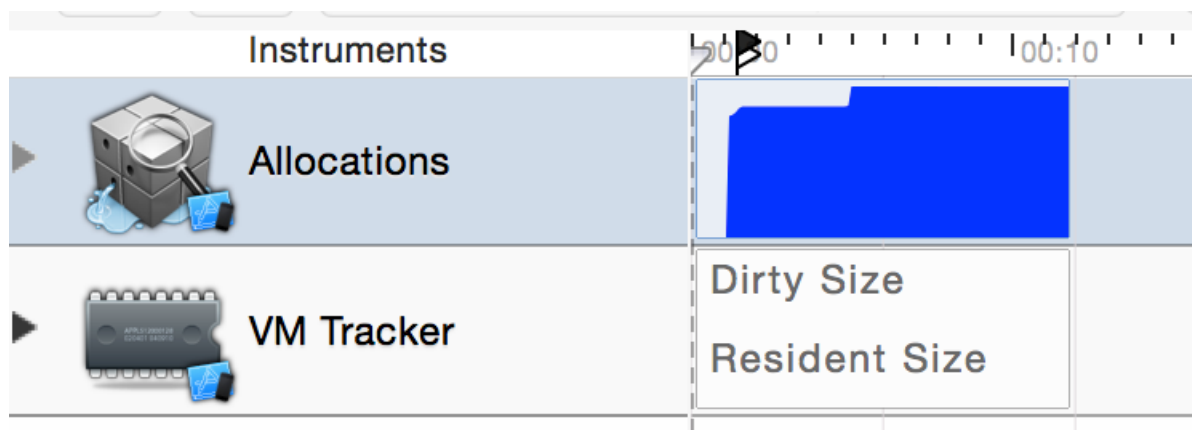 Instruments
00:10
Allocations
VM Tracker
Dirty Size
Resident Size